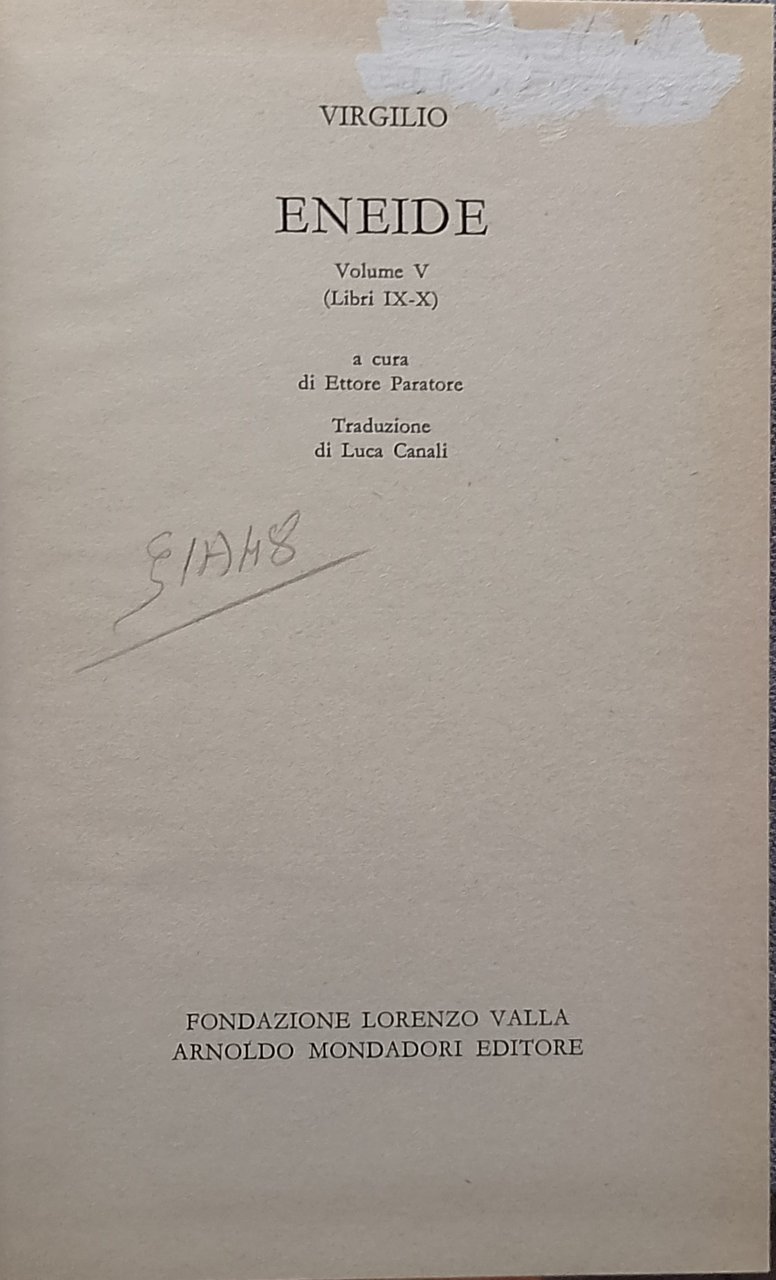 VIRGILIO
ENEIDE
Volume V
(Libri IX-X)
a cura
di Ettore Paratore
Traduzione
di Luca Canali
FONDAZIONE LORENZO VALLA
ARNOLDO MONDADORI EDITORE